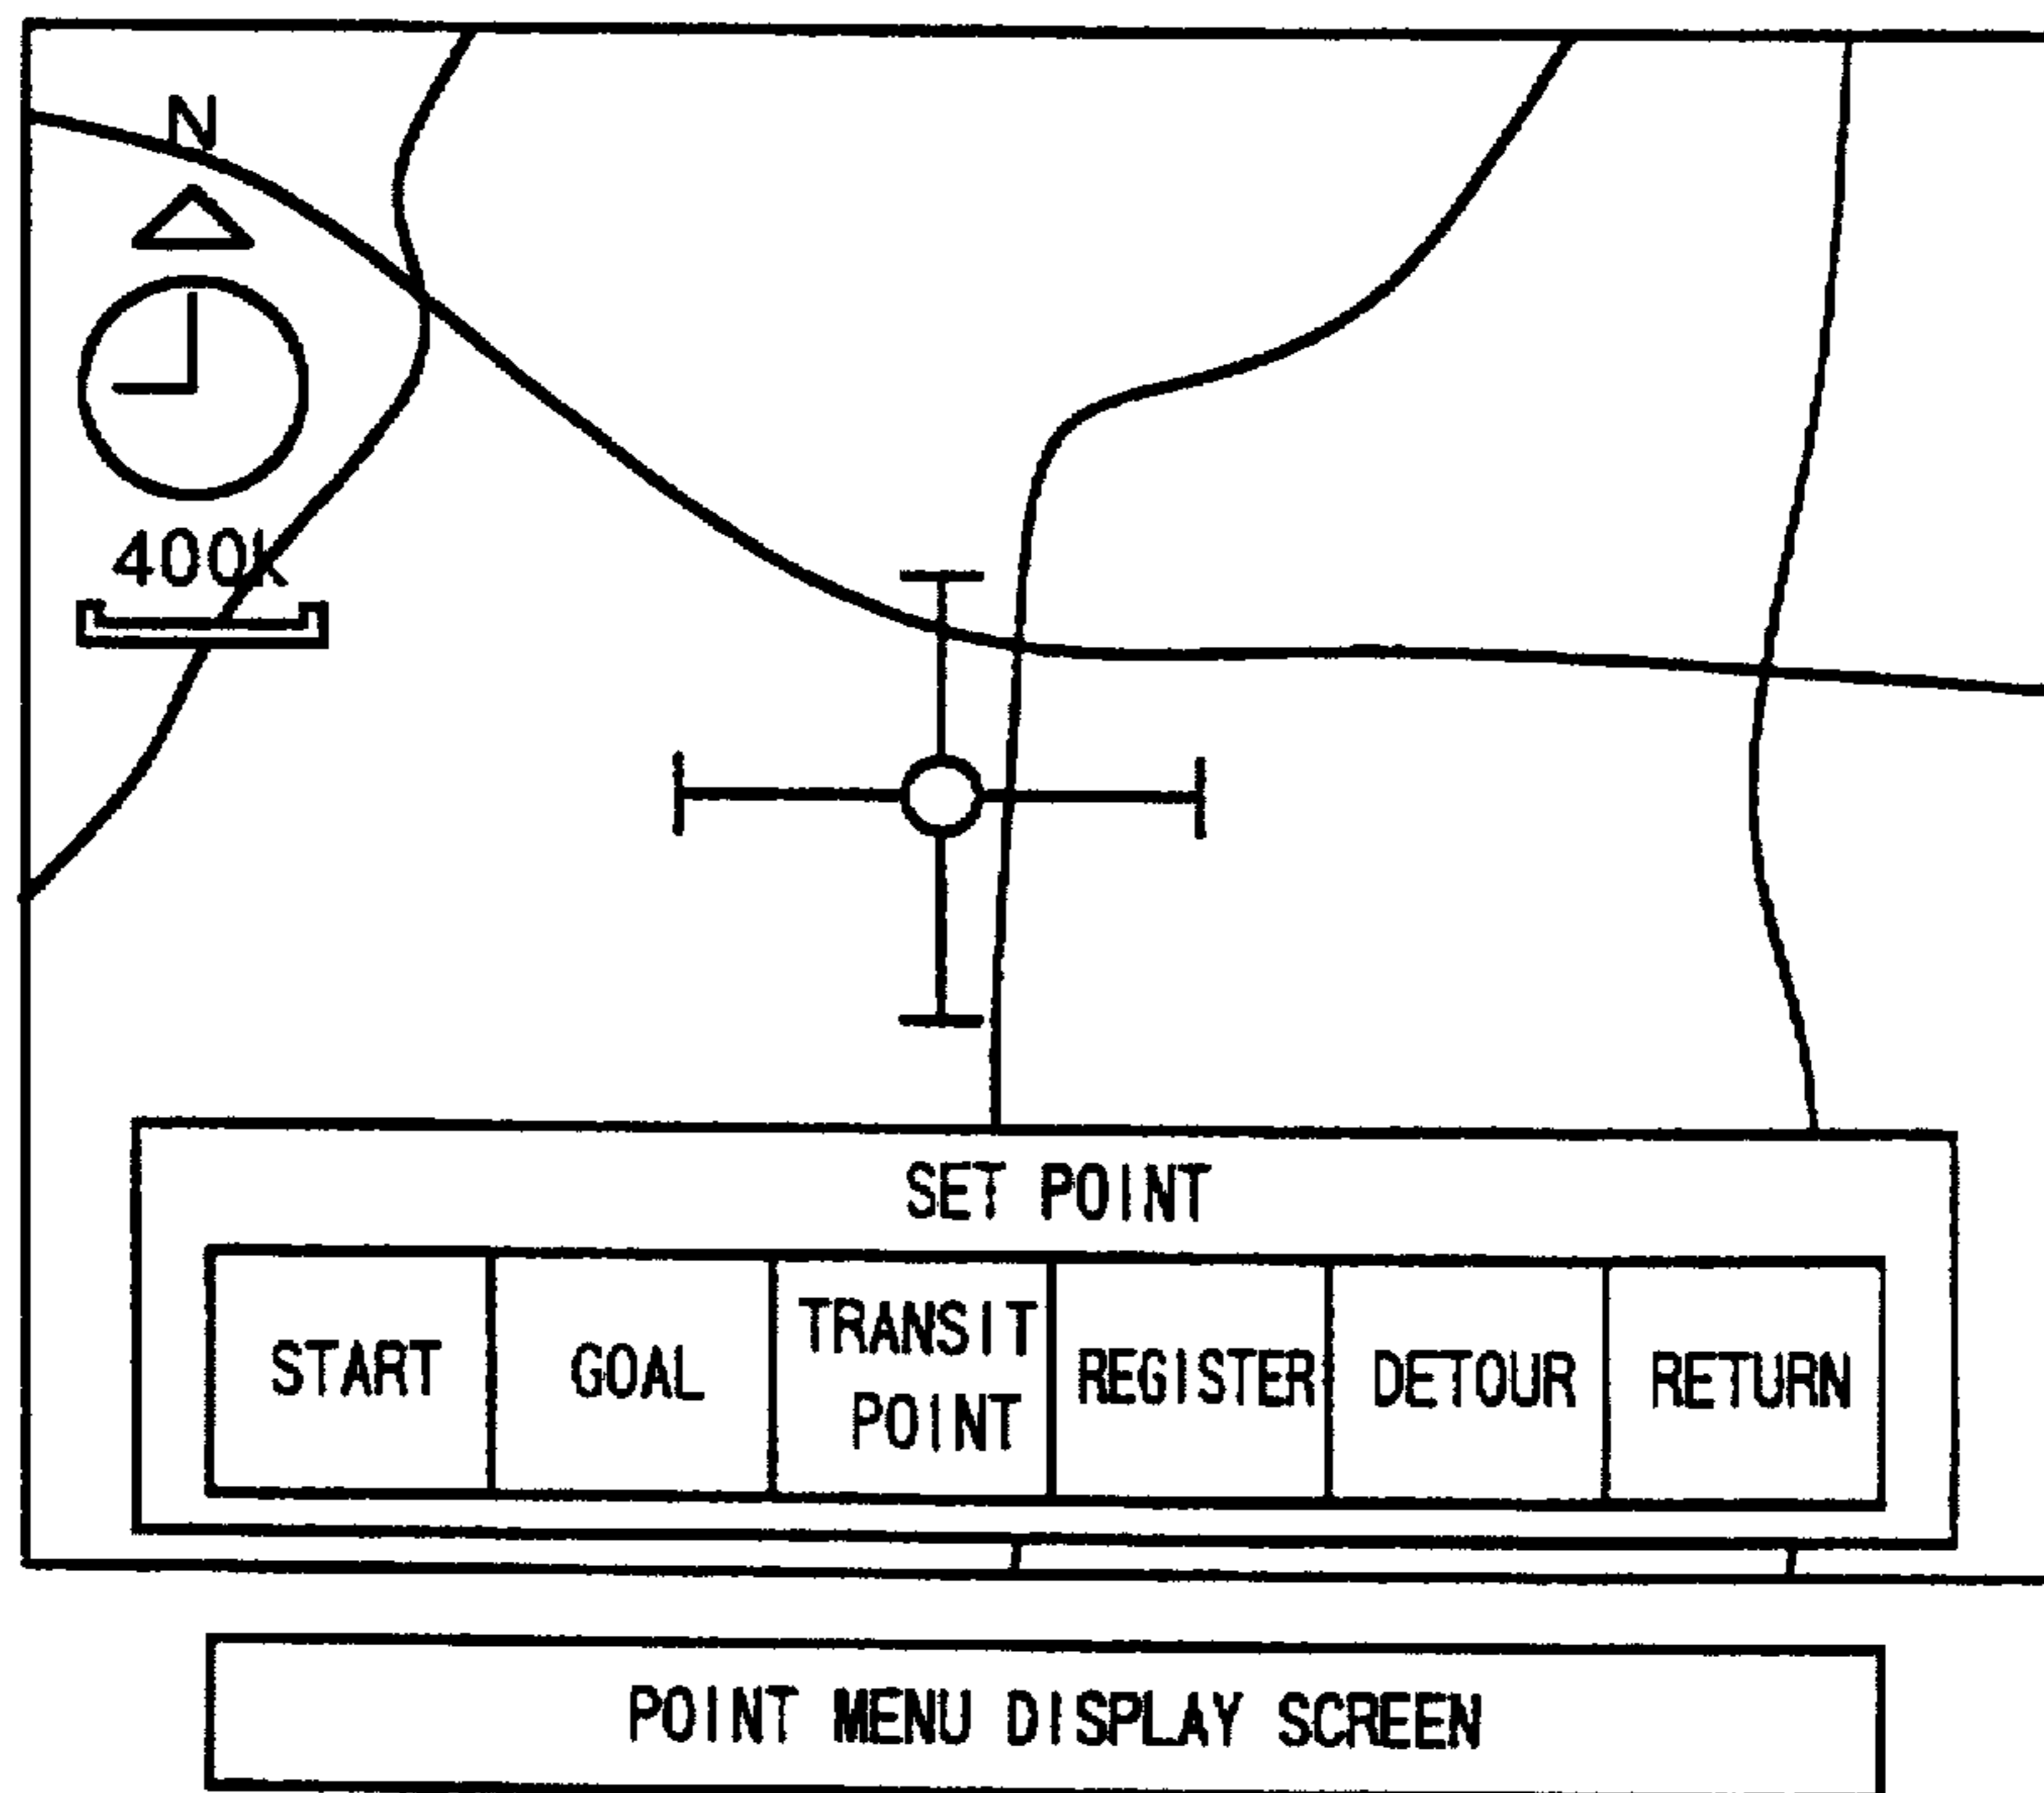 N
400K
SET POINT
START
GOAL
TRANSIT
POINT
REGISTER
DETOUR
RETURN
POINT MENU DISPLAY SCREEN